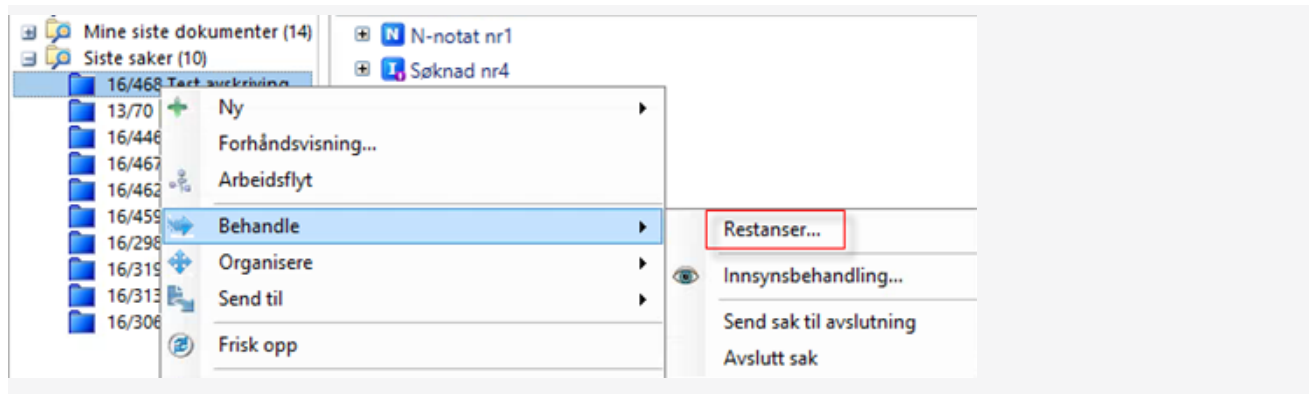 Mine siste dokumenter (14)
Siste saker (10)
16/468 Test avskriving
13/70
16/446
16/467
16/462
16/459
16/298
16/319
16/313
16/306
N N-notat nr1
I Søknad nr4
Ny
Forhåndsvisning...
Arbeidsflyt
Behandle
Organisere
Send til
Frisk opp
Restanser...
Innsynsbehandling...
Send sak til avslutning
Avslutt sak